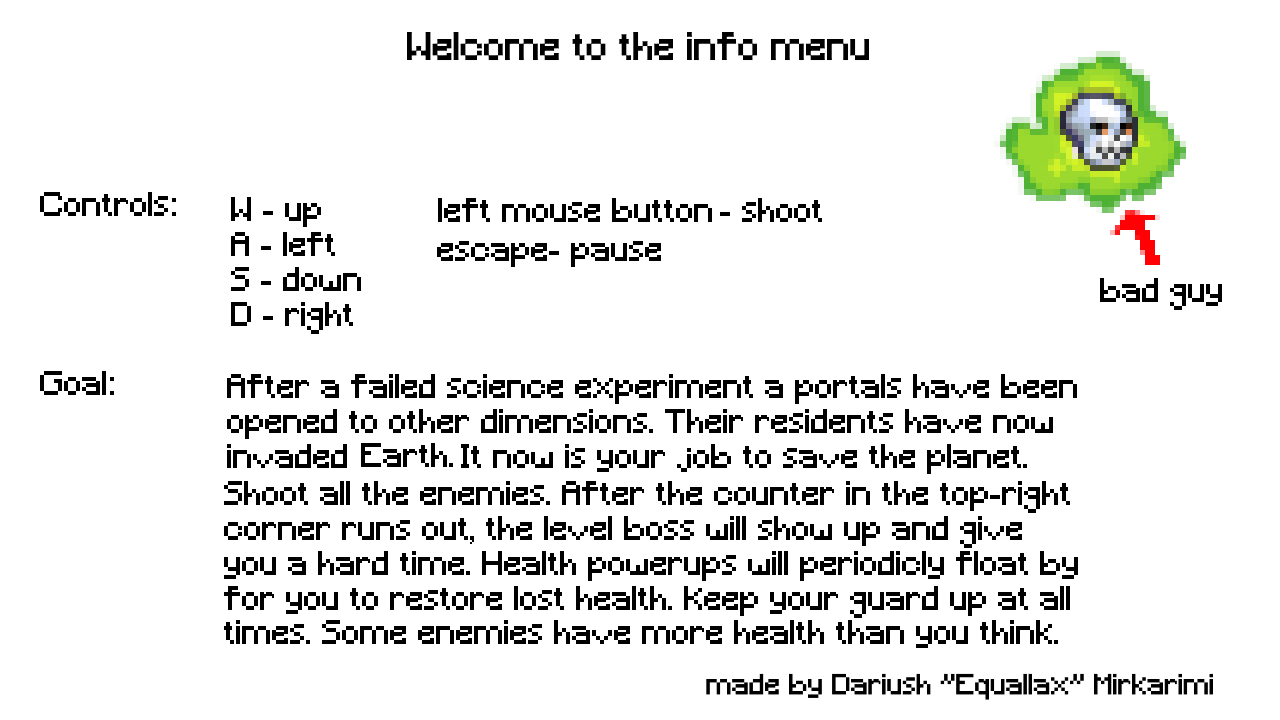 Welcome to the info menu
Controls:
W - up
A - left
S - down
D - right
left mouse button - shoot
escape- pause
bad guy
Goal:
After a failed science experiment a portals have been
opened to other dimensions. Their residents have now
invaded Earth. It now is your job to save the planet.
Shoot all the enemies. After the counter in the top-right
corner runs out, the level boss will show up and give
you a hard time. Health powerups will periodicly float by
for you to restore lost health. Keep your guard up at all
times. Some enemies have more health than you think.
made by Dariush "Equallax" Mirkarimi